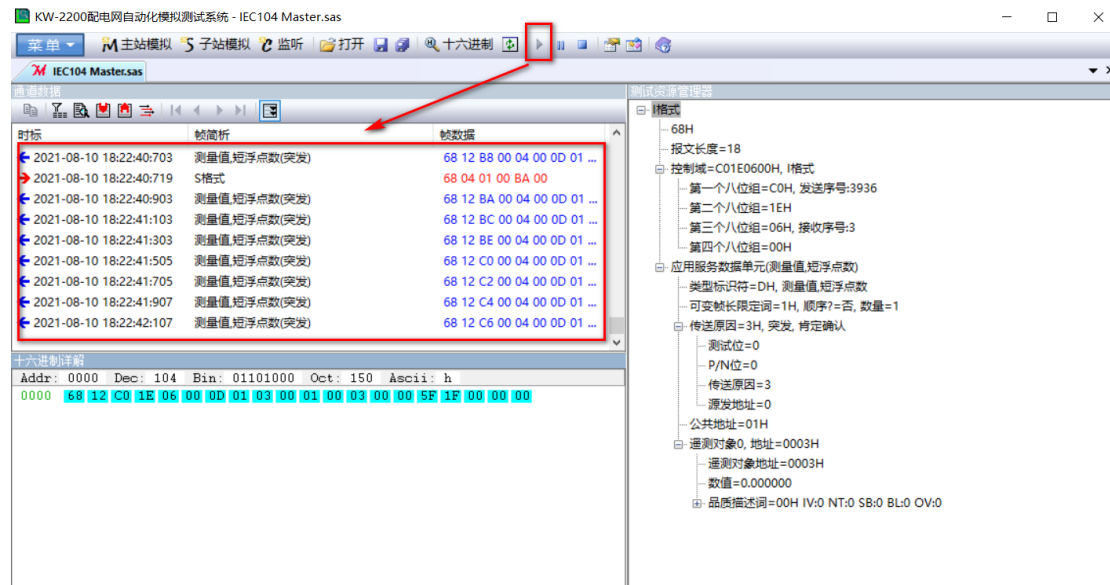 KW-2200配电网自动化模拟测试系统 - IEC104 Master.sas
菜单 主站模拟 子站模拟 监听 打开 十六进制
IEC104 Master.sas
通道数据
时标 帧简析 帧数据
2021-08-10 18:22:40:703 测量值,短浮点数(突发) 68 12 B8 00 04 00 0D 01 ...
2021-08-10 18:22:40:719 S格式 68 04 01 00 BA 00
2021-08-10 18:22:40:903 测量值,短浮点数(突发) 68 12 BA 00 04 00 0D 01 ...
2021-08-10 18:22:41:103 测量值,短浮点数(突发) 68 12 BC 00 04 00 0D 01 ...
2021-08-10 18:22:41:303 测量值,短浮点数(突发) 68 12 BE 00 04 00 0D 01 ...
2021-08-10 18:22:41:505 测量值,短浮点数(突发) 68 12 C0 00 04 00 0D 01 ...
2021-08-10 18:22:41:705 测量值,短浮点数(突发) 68 12 C2 00 04 00 0D 01 ...
2021-08-10 18:22:41:907 测量值,短浮点数(突发) 68 12 C4 00 04 00 0D 01 ...
2021-08-10 18:22:42:107 测量值,短浮点数(突发) 68 12 C6 00 04 00 0D 01 ...
十六进制详解
Addr: 0000 Dec: 104 Bin: 01101000 Oct: 150 Ascii: h
0000 68 12 C0 1E 06 00 0D 01 03 00 01 00 03 00 00 5F 1F 00 00 00
测试资源管理器
I格式
68H
报文长度=18
控制域=C01E0600H, I格式
第一个八位组=C0H, 发送序号:3936
第二个八位组=1EH
第三个八位组=06H, 接收序号:3
第四个八位组=00H
应用服务数据单元(测量值,短浮点数)
类型标识符=DH, 测量值,短浮点数
可变帧长限定词=1H, 顺序?=否, 数量=1
传送原因=3H, 突发, 肯定确认
测试位=0
P/N位=0
传送原因=3
源发地址=0
公共地址=01H
遥测对象0, 地址=0003H
遥测对象地址=0003H
数值=0.000000
品质描述词=00H IV:0 NT:0 SB:0 BL:0 OV:0